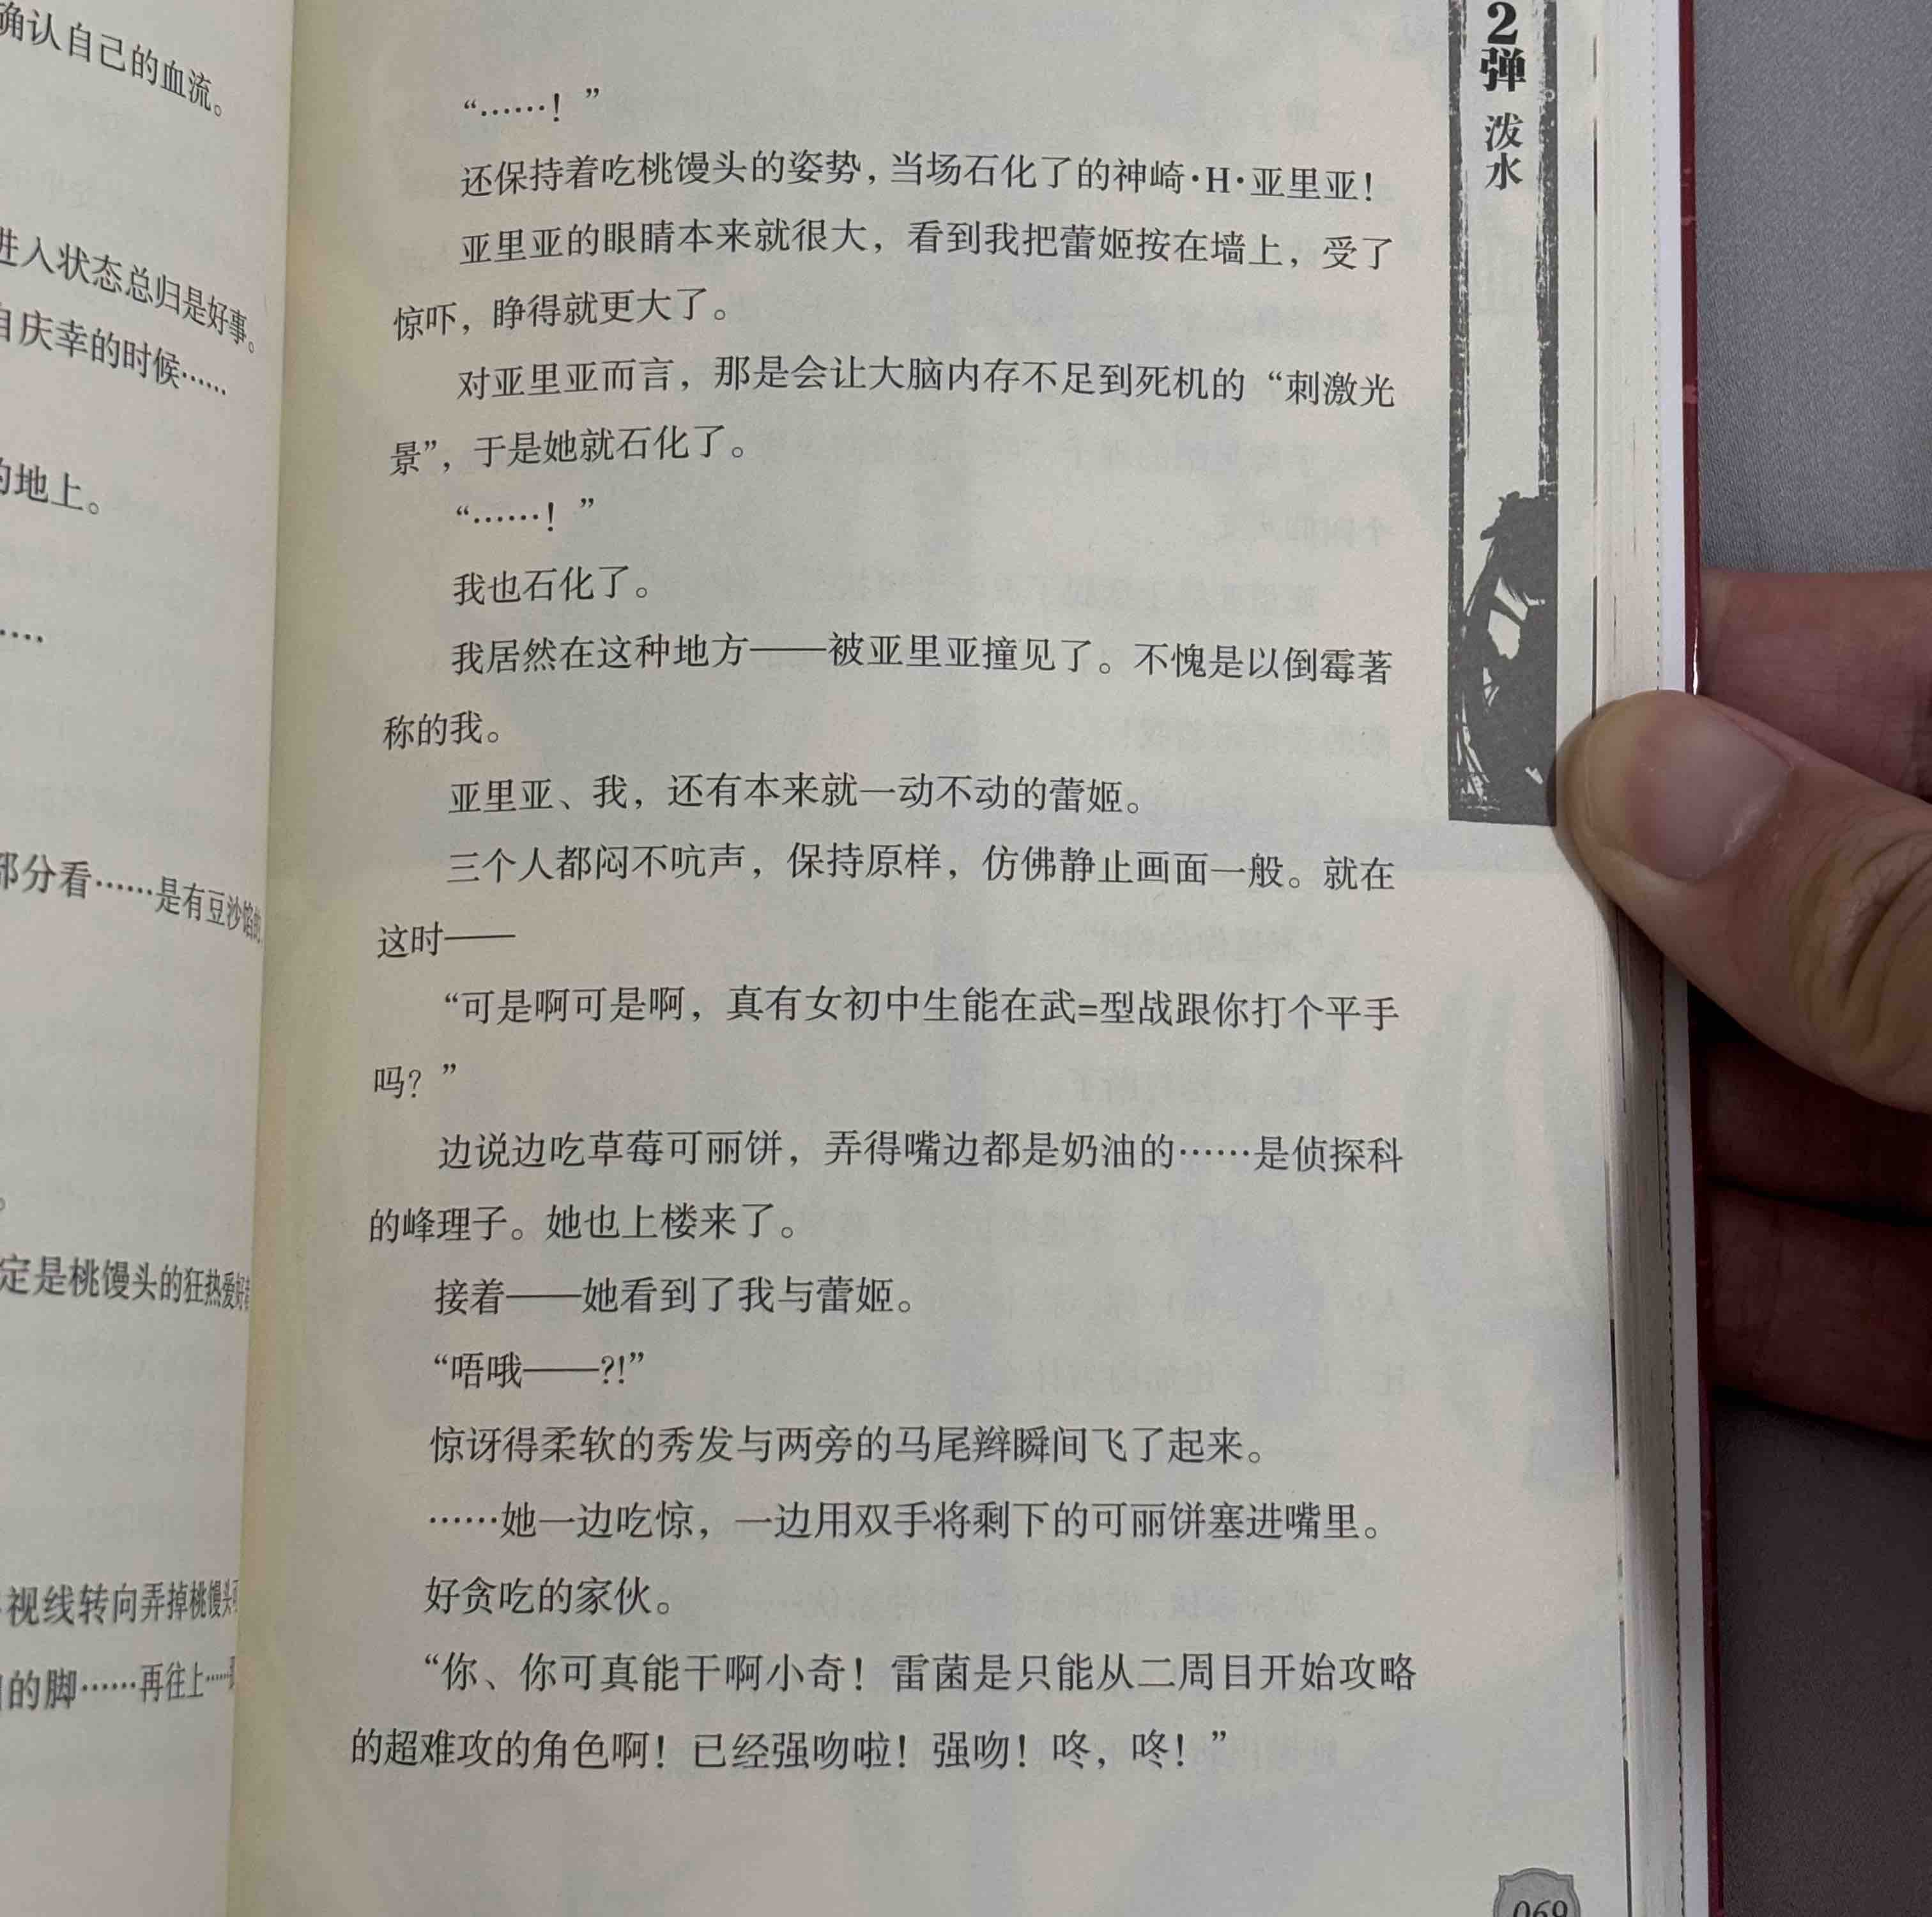 确认自己的血流。
进入状态总归是好事。
自庆幸的时候……
的地上。
……
部分看……是有豆沙馅的
定是桃馒头的狂热爱好者
视线转向弄掉桃馒头
的脚……再往上……
“……！”
还保持着吃桃馒头的姿势，当场石化了的神崎·H·亚里亚！
亚里亚的眼睛本来就很大，看到我把蕾姬按在墙上，受了
惊吓，睁得就更大了。
对亚里亚而言，那是会让大脑内存不足到死机的“刺激光
景”，于是她就石化了。
“……！”
我也石化了。
我居然在这种地方——被亚里亚撞见了。不愧是以倒霉著
称的我。
亚里亚、我，还有本来就一动不动的蕾姬。
三个人都闷不吭声，保持原样，仿佛静止画面一般。就在
这时——
“可是啊可是啊，真有女初中生能在武=型战跟你打个平手
吗？”
边说边吃草莓可丽饼，弄得嘴边都是奶油的……是侦探科
的峰理子。她也上楼来了。
接着——她看到了我与蕾姬。
“唔哦——?!”
惊讶得柔软的秀发与两旁的马尾辫瞬间飞了起来。
……她一边吃惊，一边用双手将剩下的可丽饼塞进嘴里。
好贪吃的家伙。
“你、你可真能干啊小奇！雷菌是只能从二周目开始攻略
的超难攻的角色啊！已经强吻啦！强吻！咚，咚！”
2弹 泼水
069